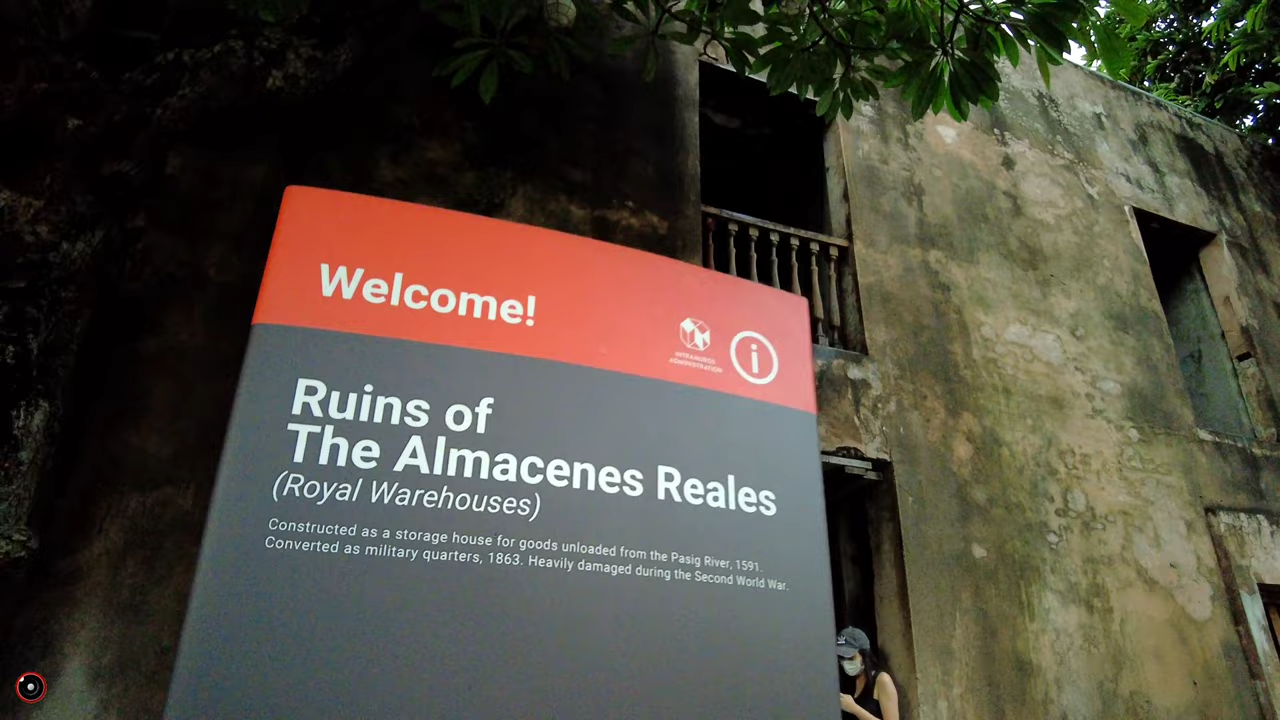 Welcome!
INTRAMUROS
ADMINISTRATION
i
Ruins of
The Almacenes Reales
(Royal Warehouses)
Constructed as a storage house for goods unloaded from the Pasig River, 1591.
Converted as military quarters, 1863. Heavily damaged during the Second World War.